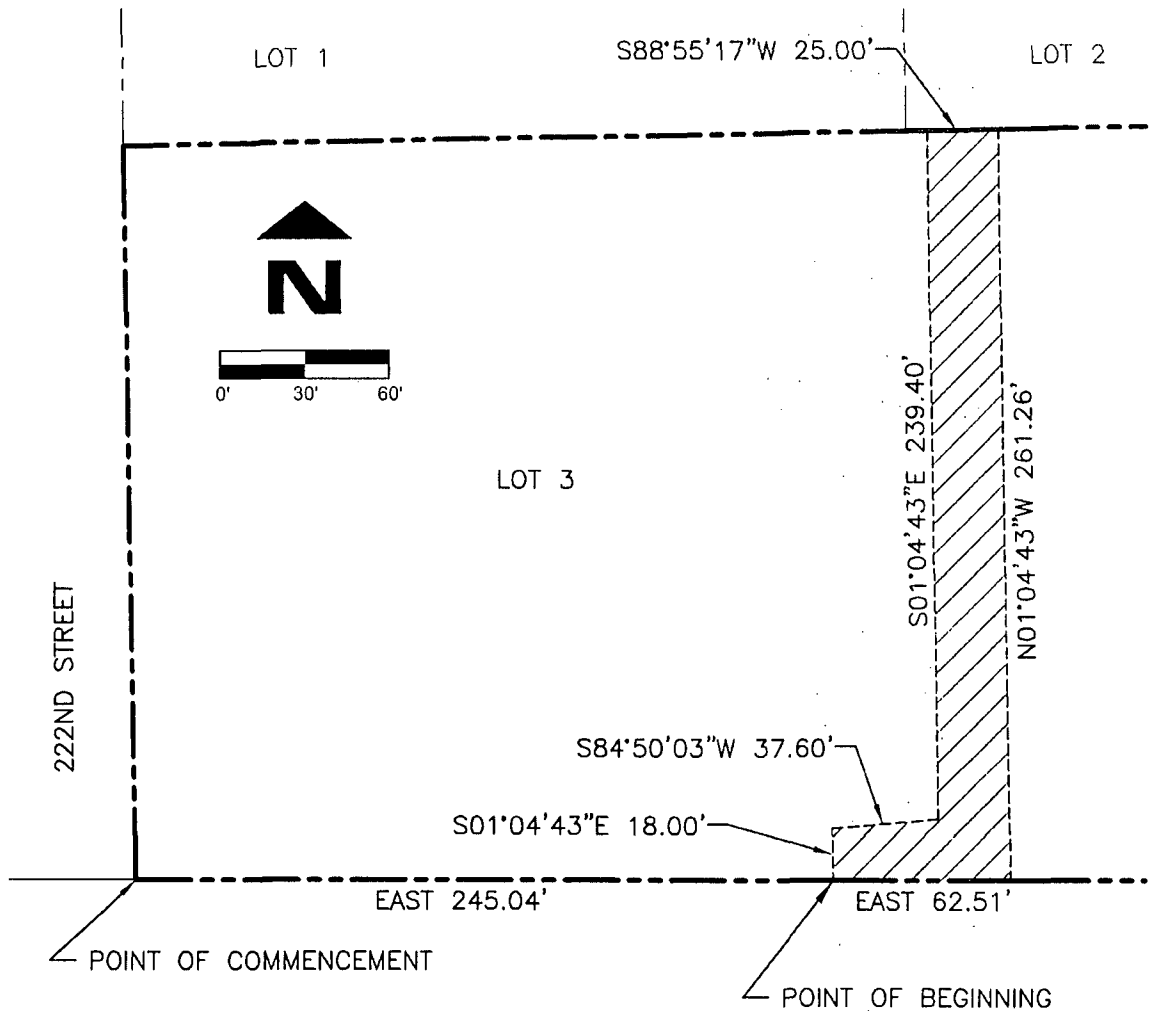 LOT 1
S88°55'17"W 25.00'
LOT 2
N
0' 30' 60'
LOT 3
S01°04'43"E 239.40'
N01°04'43"W 261.26'
222ND STREET
S84°50'03"W 37.60'
S01°04'43"E 18.00'
EAST 245.04'
EAST 62.51'
POINT OF COMMENCEMENT
POINT OF BEGINNING